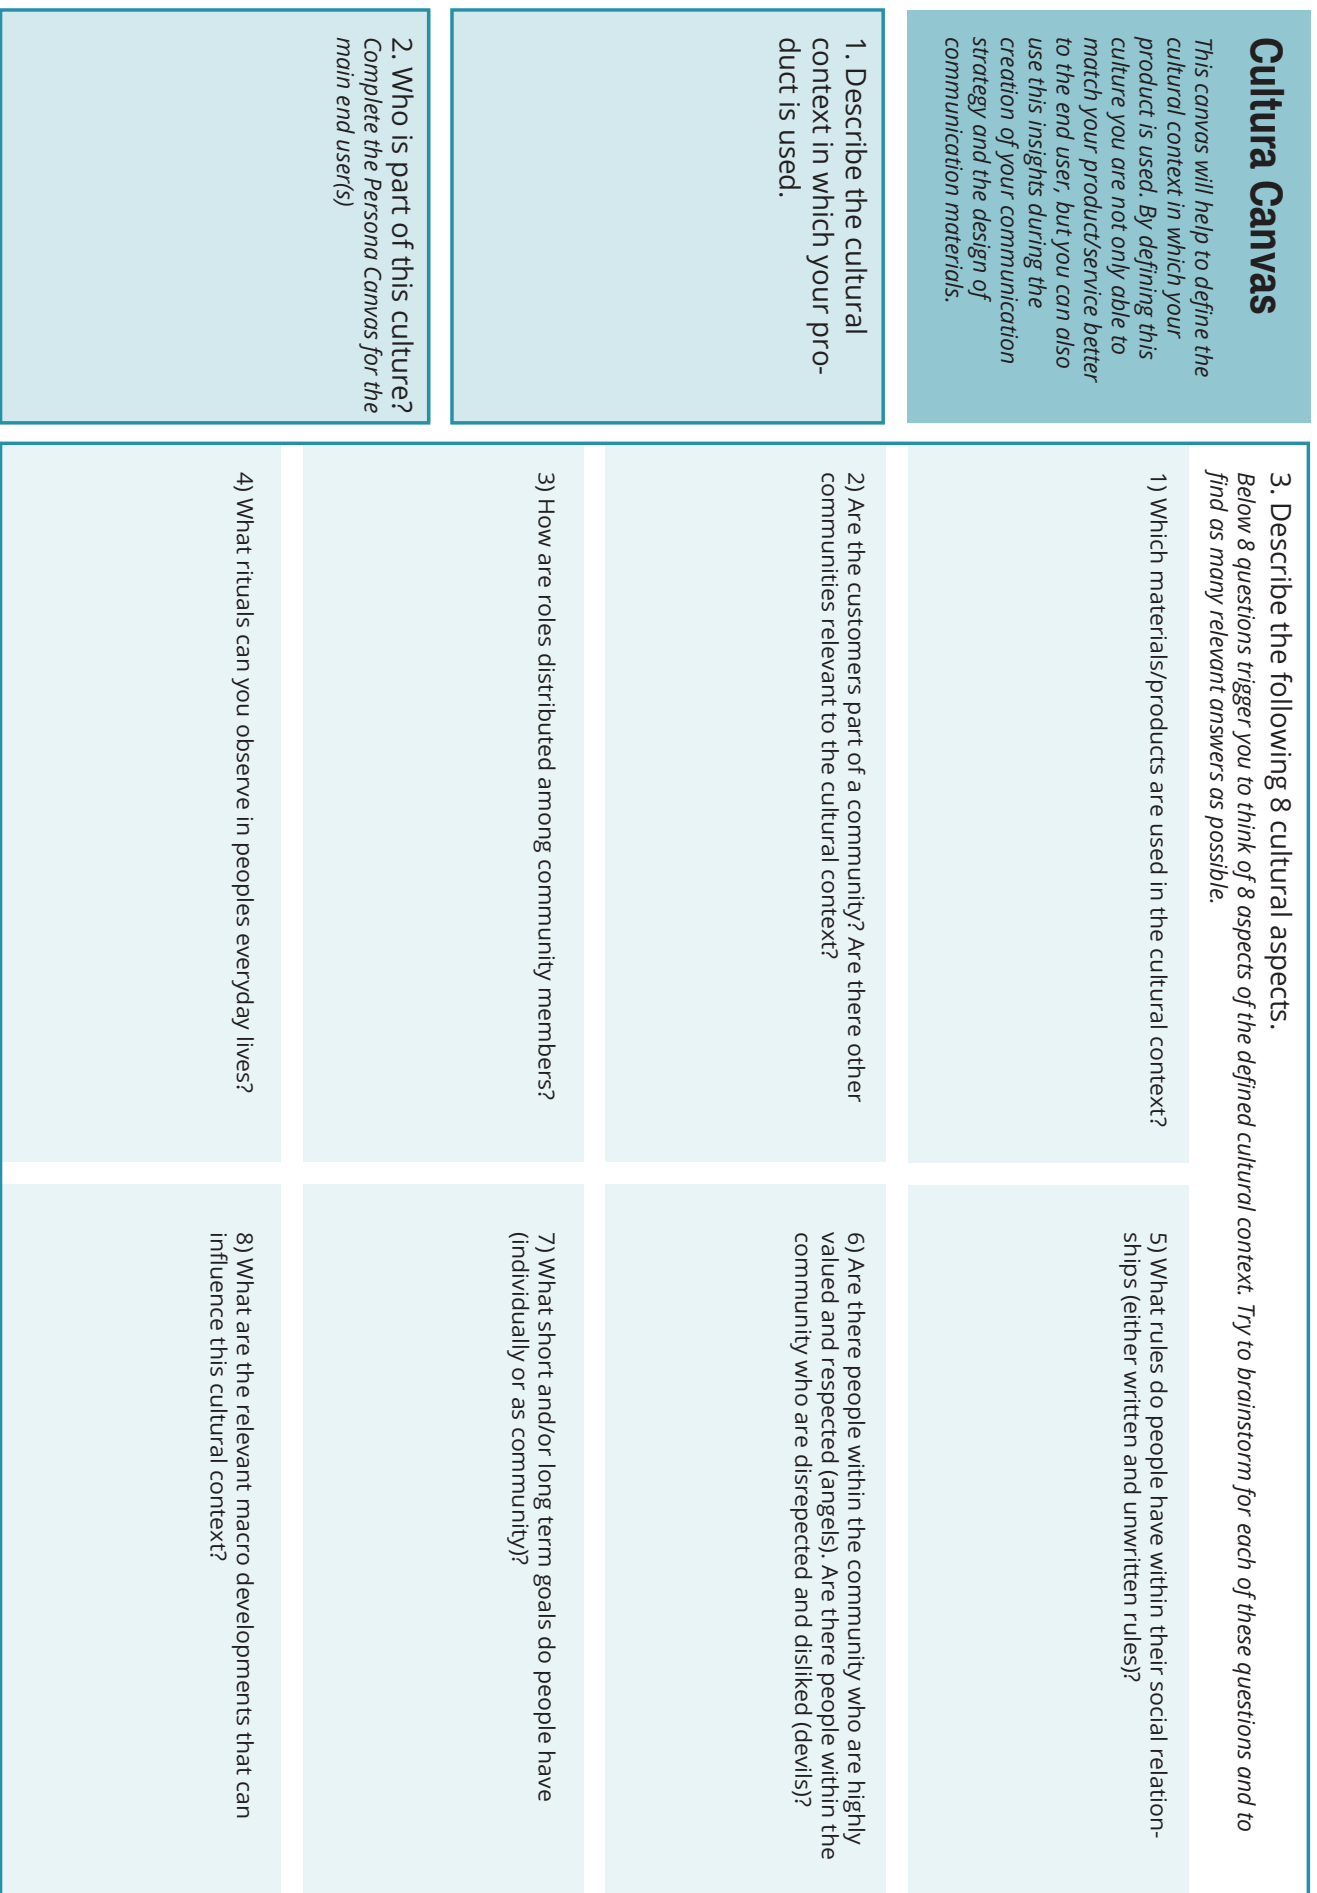 Cultura Canvas
This canvas will help to define the
cultural context in which your
product is used. By defining this
culture you are not only able to
match your product/service better
to the end user, but you can also
use this insights during the
creation of your communication
strategy and the design of
communication materials.
1. Describe the cultural
context in which your pro-
duct is used.
2. Who is part of this culture?
Complete the Persona Canvas for the
main end user(s)
3. Describe the following 8 cultural aspects.
Below 8 questions trigger you to think of 8 aspects of the defined cultural context. Try to brainstorm for each of these questions and to
find as many relevant answers as possible.
1) Which materials/products are used in the cultural context?
2) Are the customers part of a community? Are there other
communities relevant to the cultural context?
3) How are roles distributed among community members?
4) What rituals can you observe in peoples everyday lives?
5) What rules do people have within their social relation-
ships (either written and unwritten rules)?
6) Are there people within the community who are highly
valued and respected (angels). Are there people within the
community who are disrepected and disliked (devils)?
7) What short and/or long term goals do people have
(individually or as community)?
8) What are the relevant macro developments that can
influence this cultural context?